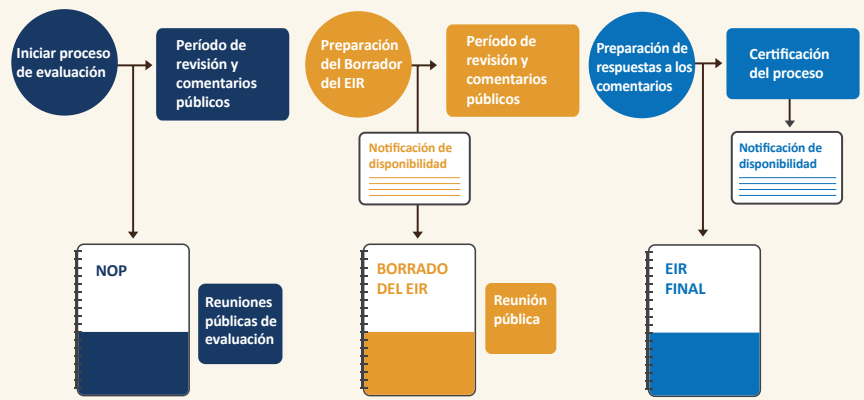 Iniciar proceso
de evaluación
Período de
revisión y
comentarios
públicos
NOP
Reuniones
públicas de
evaluación
Preparación
del Borrador
del EIR
Período de
revisión y
comentarios
públicos
Notificación de
disponibilidad
BORRADO
DEL EIR
Reunión
pública
Preparación de
respuestas a los
comentarios
Certificación
del proceso
Notificación de
disponibilidad
EIR
FINAL